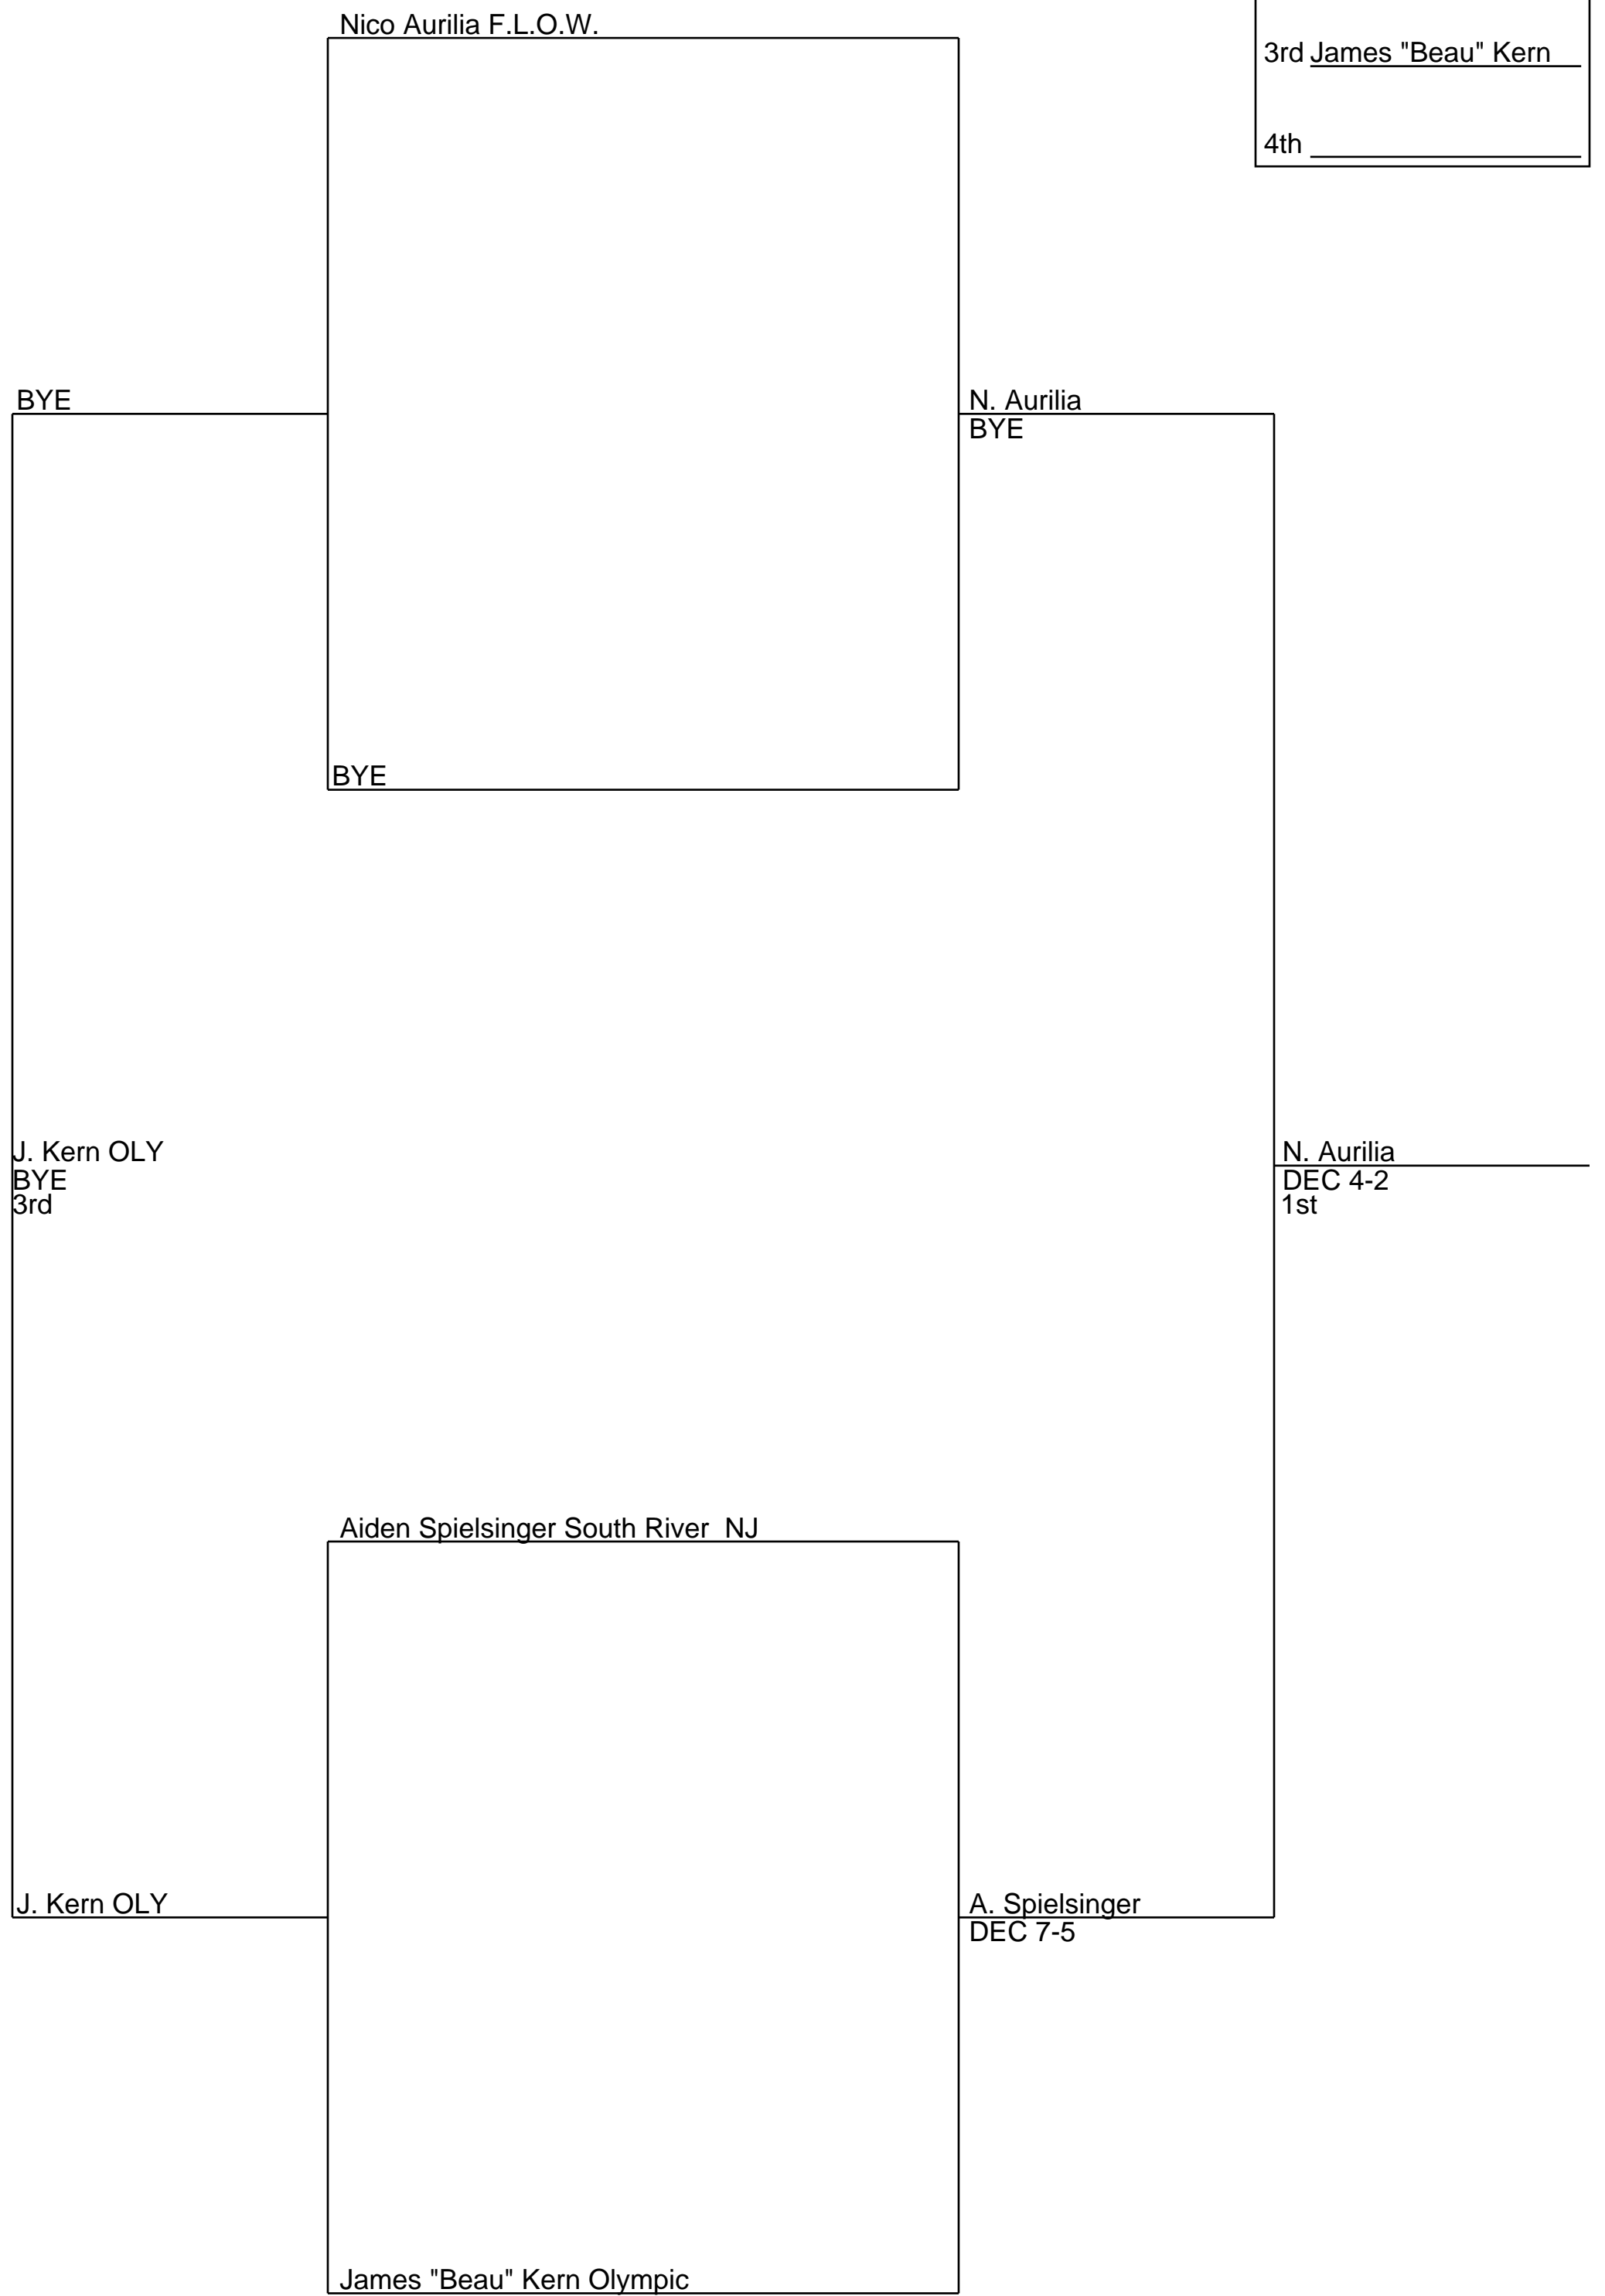 Nico Aurilia F.L.O.W.
3rd James "Beau" Kern
4th
BYE
N. Aurilia
BYE
BYE
J. Kern OLY
BYE
3rd
N. Aurilia
DEC 4-2
1st
Aiden Spielsinger South River  NJ
J. Kern OLY
A. Spielsinger
DEC 7-5
James "Beau" Kern Olympic